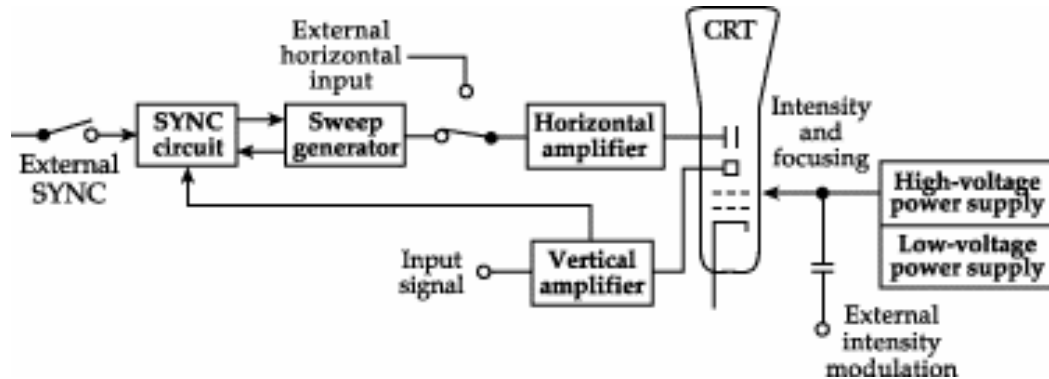 CRT
External
horizontal
input
SYNC
circuit
Sweep
generator
Horizontal
amplifier
Intensity
and
focusing
External
SYNC
High-voltage
power supply
Low-voltage
power supply
Input
signal
Vertical
amplifier
External
intensity
modulation